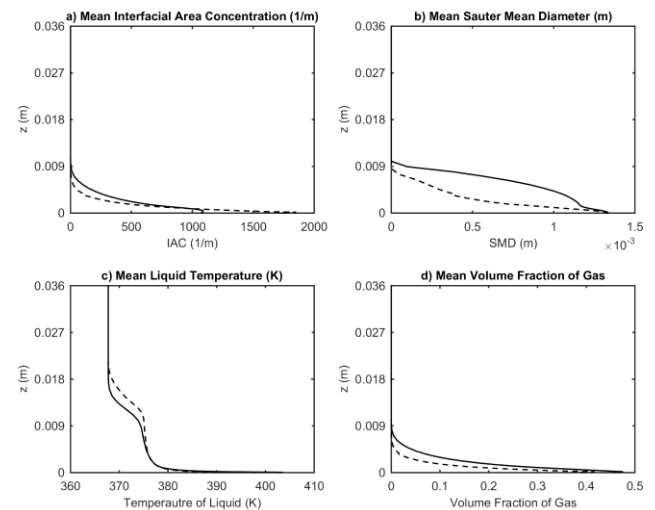 a) Mean Interfacial Area Concentration (1/m)
0.036
0.027
0.018
0.009
0
z (m)
0 500 1000 1500 2000
IAC (1/m)
b) Mean Sauter Mean Diameter (m)
0.036
0.027
0.018
0.009
0
z (m)
0 0.5 1 1.5
SMD (m)
×10⁻³
c) Mean Liquid Temperature (K)
0.036
0.027
0.018
0.009
0
z (m)
360 370 380 390 400 410
Temperautre of Liquid (K)
d) Mean Volume Fraction of Gas
0.036
0.027
0.018
0.009
0
z (m)
0 0.1 0.2 0.3 0.4 0.5
Volume Fraction of Gas